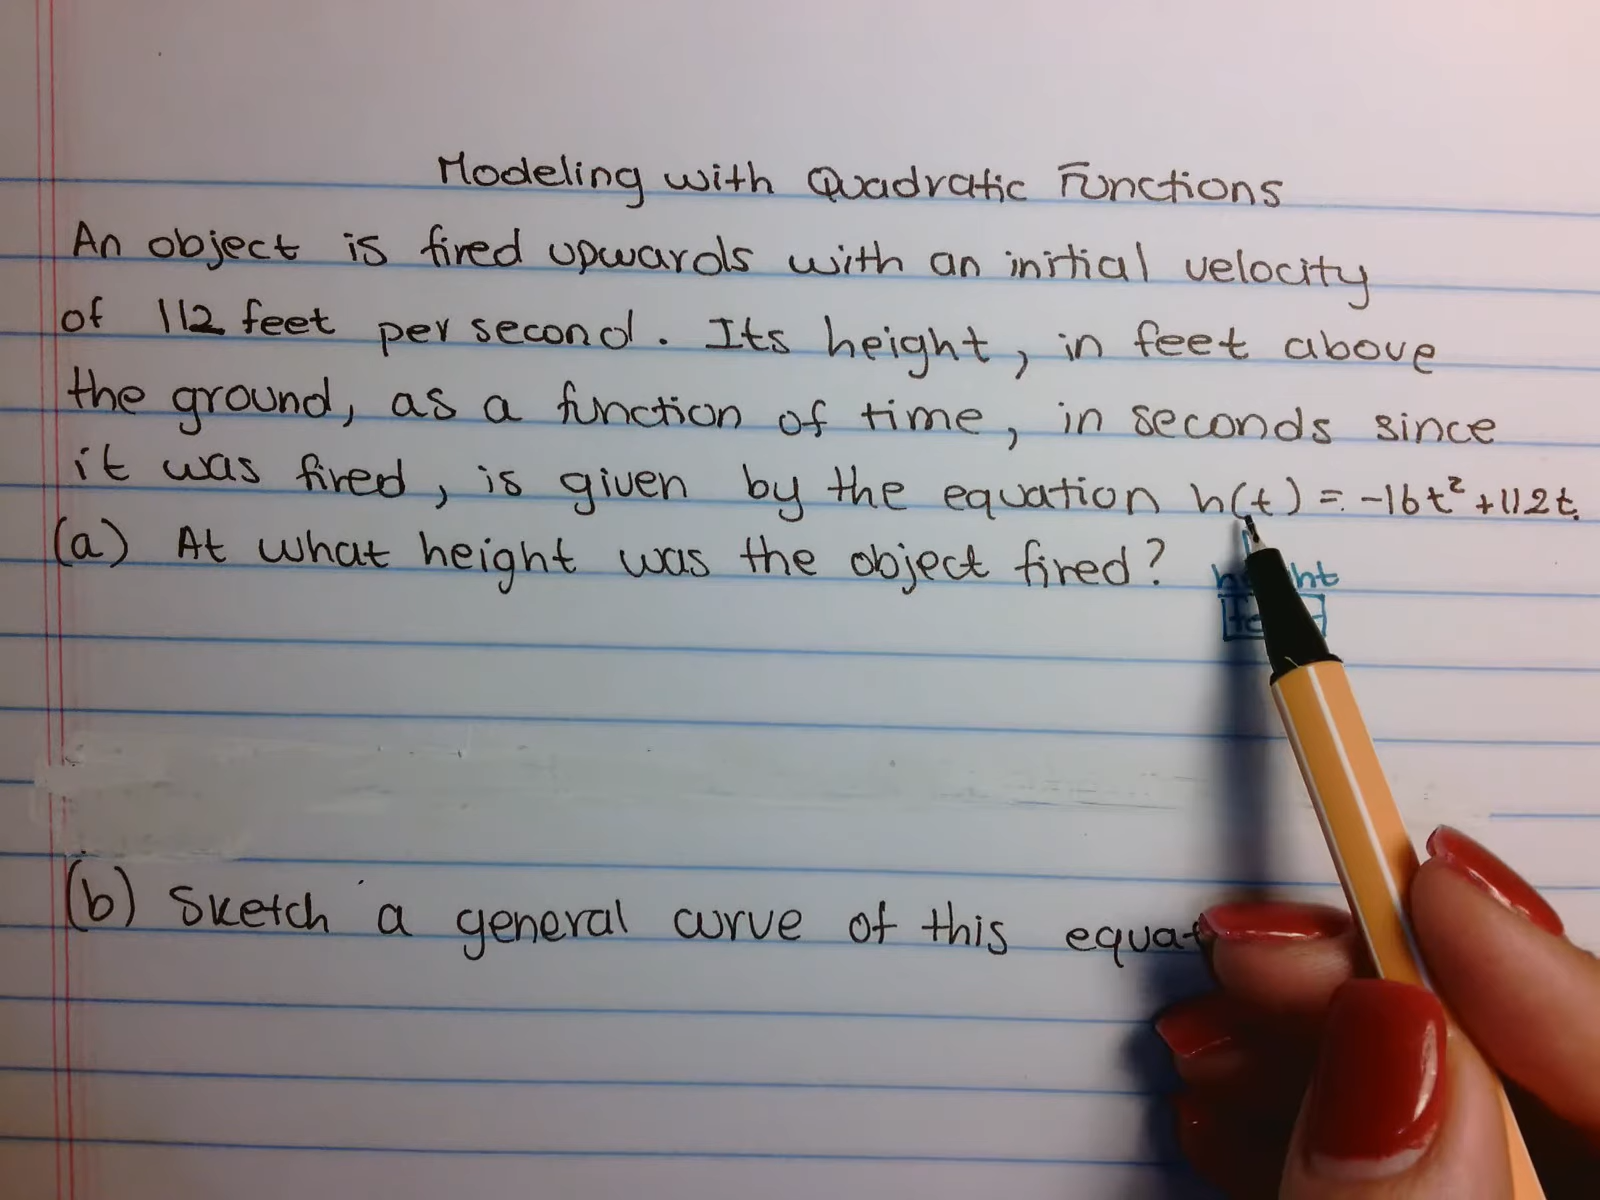 Modeling with Quadratic Functions
An object is fired upwards with an initial velocity
of 112 feet per second. Its height, in feet above
the ground, as a function of time, in seconds since
it was fired, is given by the equation h(t) = -16t² +112t.
(a) At what height was the object fired?
(b) Sketch a general curve of this